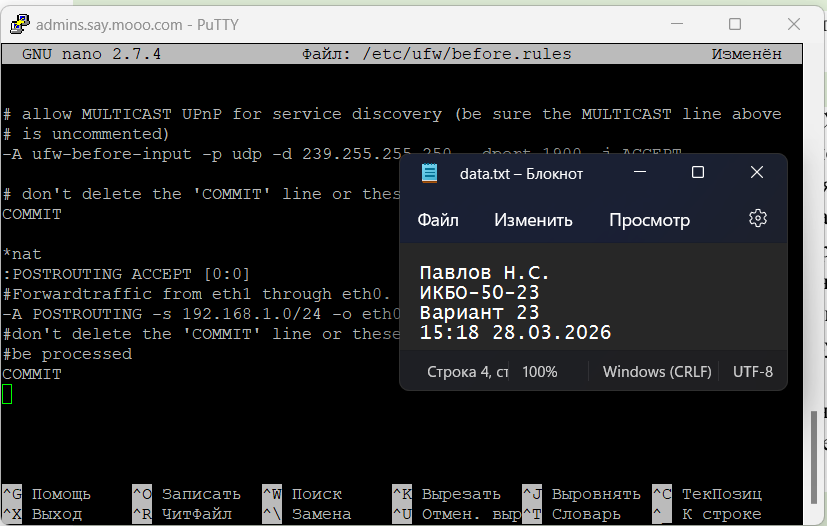 admins.say.mooo.com - PuTTY
GNU nano 2.7.4 Файл: /etc/ufw/before.rules Изменён
# allow MULTICAST UPnP for service discovery (be sure the MULTICAST line above
# is uncommented)
-A ufw-before-input -p udp -d 239.255.255.250 --dport 1900 -j ACCEPT
# don't delete the 'COMMIT' line or these
COMMIT
*nat
:POSTROUTING ACCEPT [0:0]
#Forwardtraffic from eth1 through eth0.
-A POSTROUTING -s 192.168.1.0/24 -o eth0
#don't delete the 'COMMIT' line or these
#be processed
COMMIT
data.txt – Блокнот
Файл Изменить Просмотр
Павлов Н.С.
ИКБО-50-23
Вариант 23
15:18 28.03.2026
Строка 4, ст 100% Windows (CRLF) UTF-8
^G Помощь ^O Записать ^W Поиск ^K Вырезать ^J Выровнять ^C ТекПозиц
^X Выход ^R ЧитФайл ^\ Замена ^U Отмен. выр ^T Словарь ^_ К строке